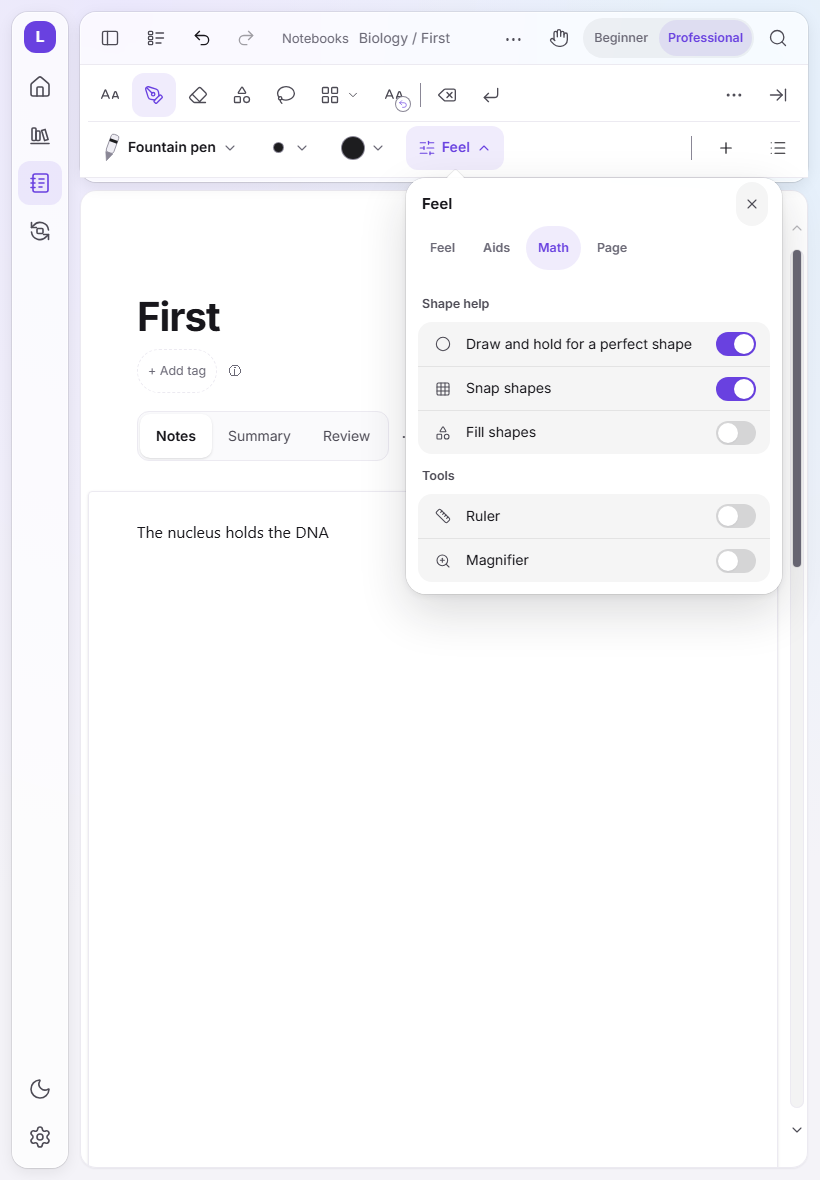 L
Notebooks Biology / First
Beginner Professional
AA
AA
Fountain pen
Feel
Feel
Feel Aids Math Page
Shape help
Draw and hold for a perfect shape
Snap shapes
Fill shapes
Tools
Ruler
Magnifier
First
+ Add tag
Notes Summary Review
The nucleus holds the DNA